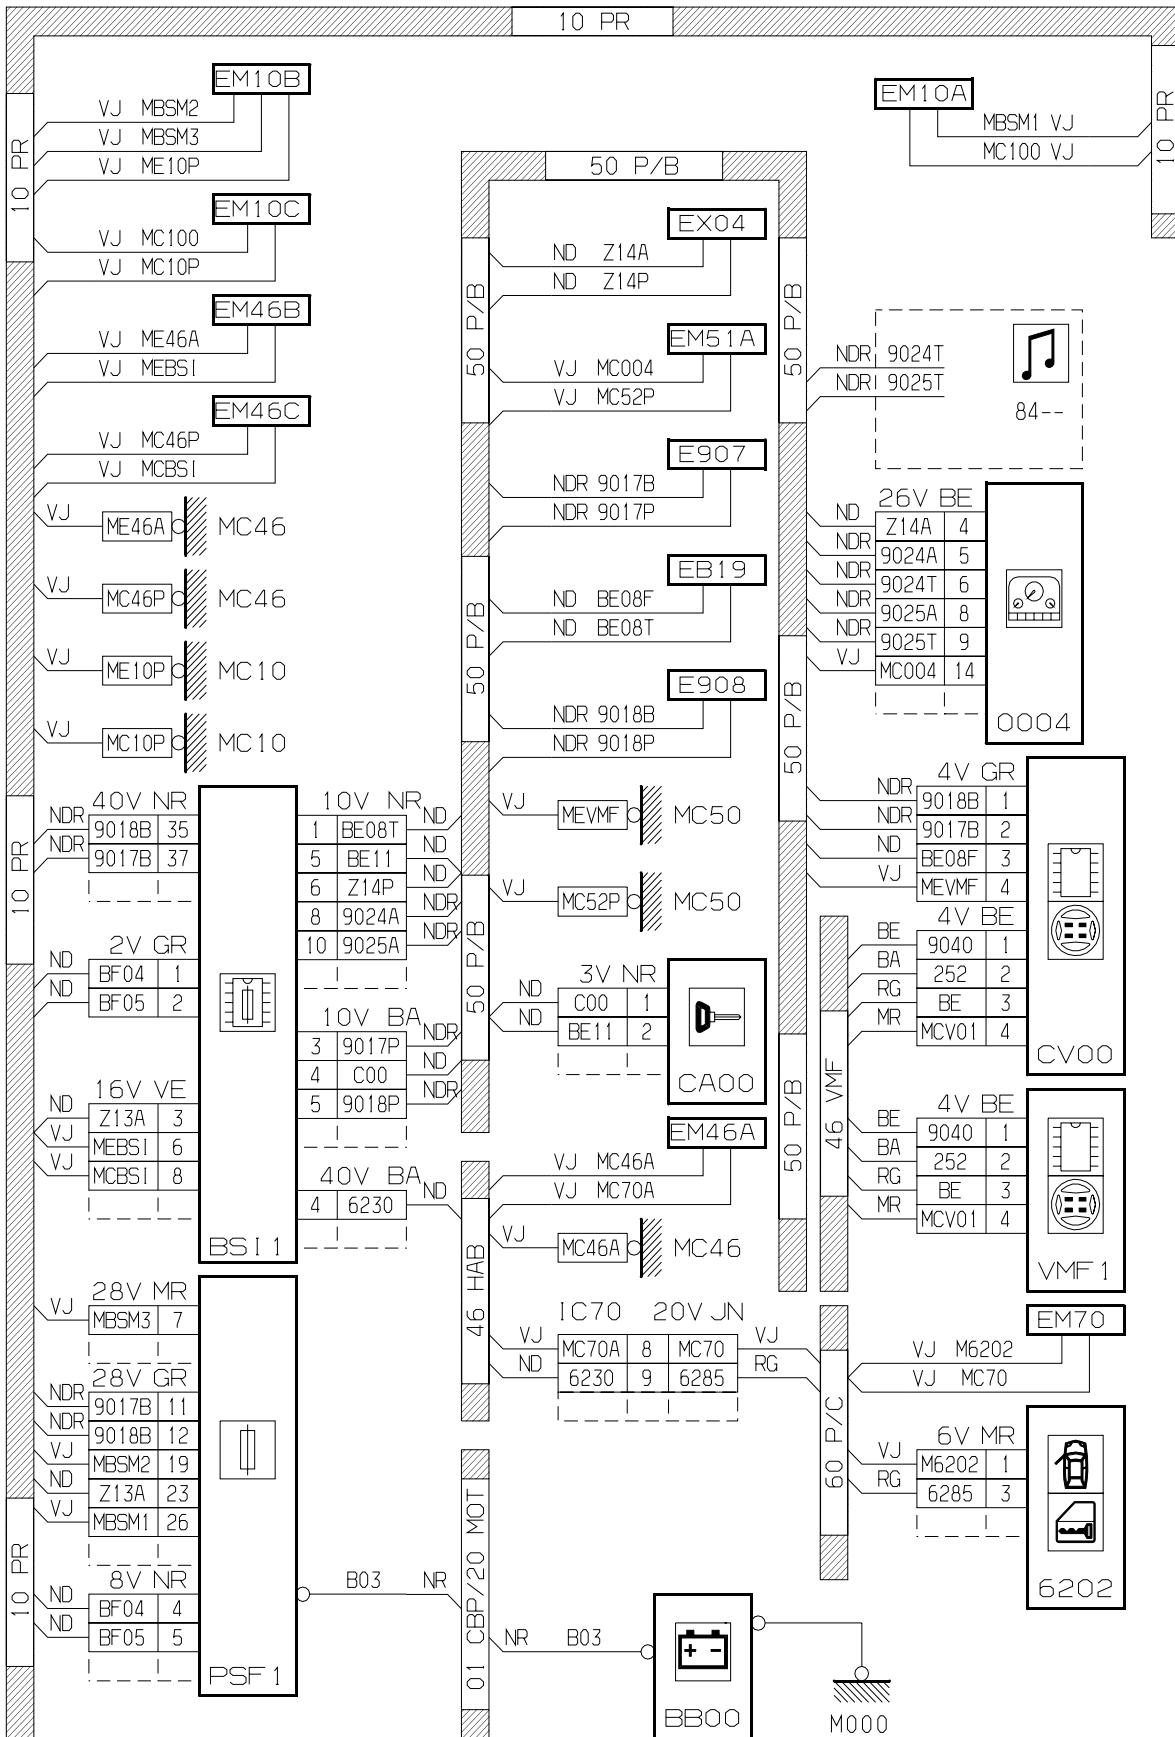 10 PR
EM10B
VJ MBSM2
VJ MBSM3
VJ ME10P
10 PR
EM10C
VJ MC100
VJ MC10P
EM46B
VJ ME46A
VJ MEBSI
EM46C
VJ MC46P
VJ MCBSI
VJ ME46A MC46
VJ MC46P MC46
VJ ME10P MC10
VJ MC10P MC10
EM10A
MBSM1 VJ
MC100 VJ
10 PR
50 P/B
50 P/B
EX04
ND Z14A
ND Z14P
EM51A
VJ MC004
VJ MC52P
E907
NDR 9017B
NDR 9017P
50 P/B
EB19
ND BE08F
ND BE08T
E908
NDR 9018B
NDR 9018P
VJ MEVMF MC50
VJ MC52P MC50
50 P/B
NDR 9024T
NDR 9025T
84--
26V BE
ND Z14A 4
NDR 9024A 5
NDR 9024T 6
NDR 9025A 8
NDR 9025T 9
VJ MC004 14
0004
50 P/B
4V GR
NDR 9018B 1
NDR 9017B 2
ND BE08F 3
VJ MEVMF 4
4V BE
BE 9040 1
BA 252 2
RG BE 3
MR MCV01 4
CV00
46 VMF
4V BE
BE 9040 1
BA 252 2
RG BE 3
MR MCV01 4
VMF1
10 PR
40V NR
NDR 9018B 35
NDR 9017B 37
2V GR
ND BF04 1
ND BF05 2
16V VE
ND Z13A 3
VJ MEBSI 6
VJ MCBSI 8
BSI1
10V NR
1 BE08T ND
5 BE11 ND
6 Z14P ND
8 9024A NDR
10 9025A NDR
10V BA
3 9017P NDR
4 C00 ND
5 9018P NDR
40V BA
4 6230 ND
50 P/B
3V NR
ND C00 1
ND BE11 2
CA00
50 P/B
EM46A
VJ MC46A
VJ MC70A
46 HAB
VJ MC46A MC46
IC70 20V JN
VJ MC70A 8 MC70 VJ
ND 6230 9 6285 RG
EM70
VJ M6202
VJ MC70
60 P/C
6V MR
VJ M6202 1
RG 6285 3
6202
28V MR
VJ MBSM3 7
28V GR
NDR 9017B 11
NDR 9018B 12
VJ MBSM2 19
ND Z13A 23
VJ MBSM1 26
10 PR
8V NR
ND BF04 4
ND BF05 5
PSF1
B03 NR
01 CBP/20 MOT
NR B03
+ −
BB00
M000